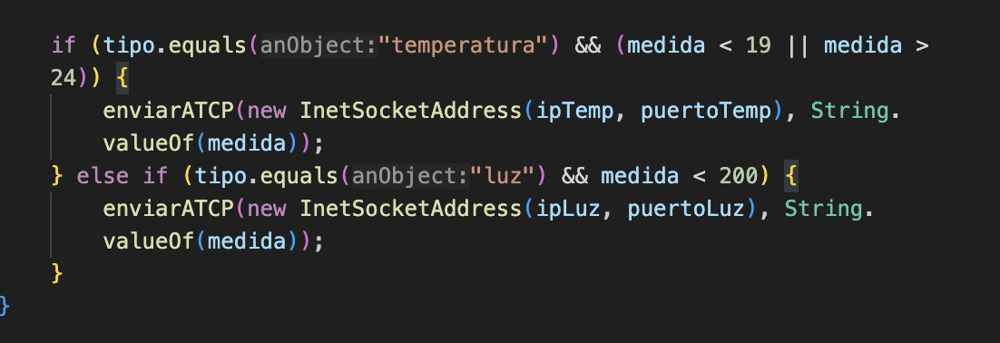 if (tipo.equals(anObject:"temperatura") && (medida < 19 || medida >
24)) {
enviarATCP(new InetSocketAddress(ipTemp, puertoTemp), String.
valueOf(medida));
} else if (tipo.equals(anObject:"luz") && medida < 200) {
enviarATCP(new InetSocketAddress(ipLuz, puertoLuz), String.
valueOf(medida));
}
}